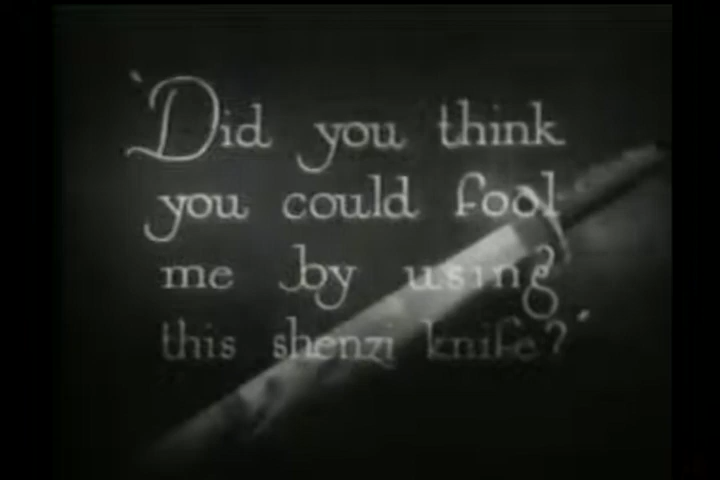 "Did you think
you could fool
me by using
this shenzi knife?"